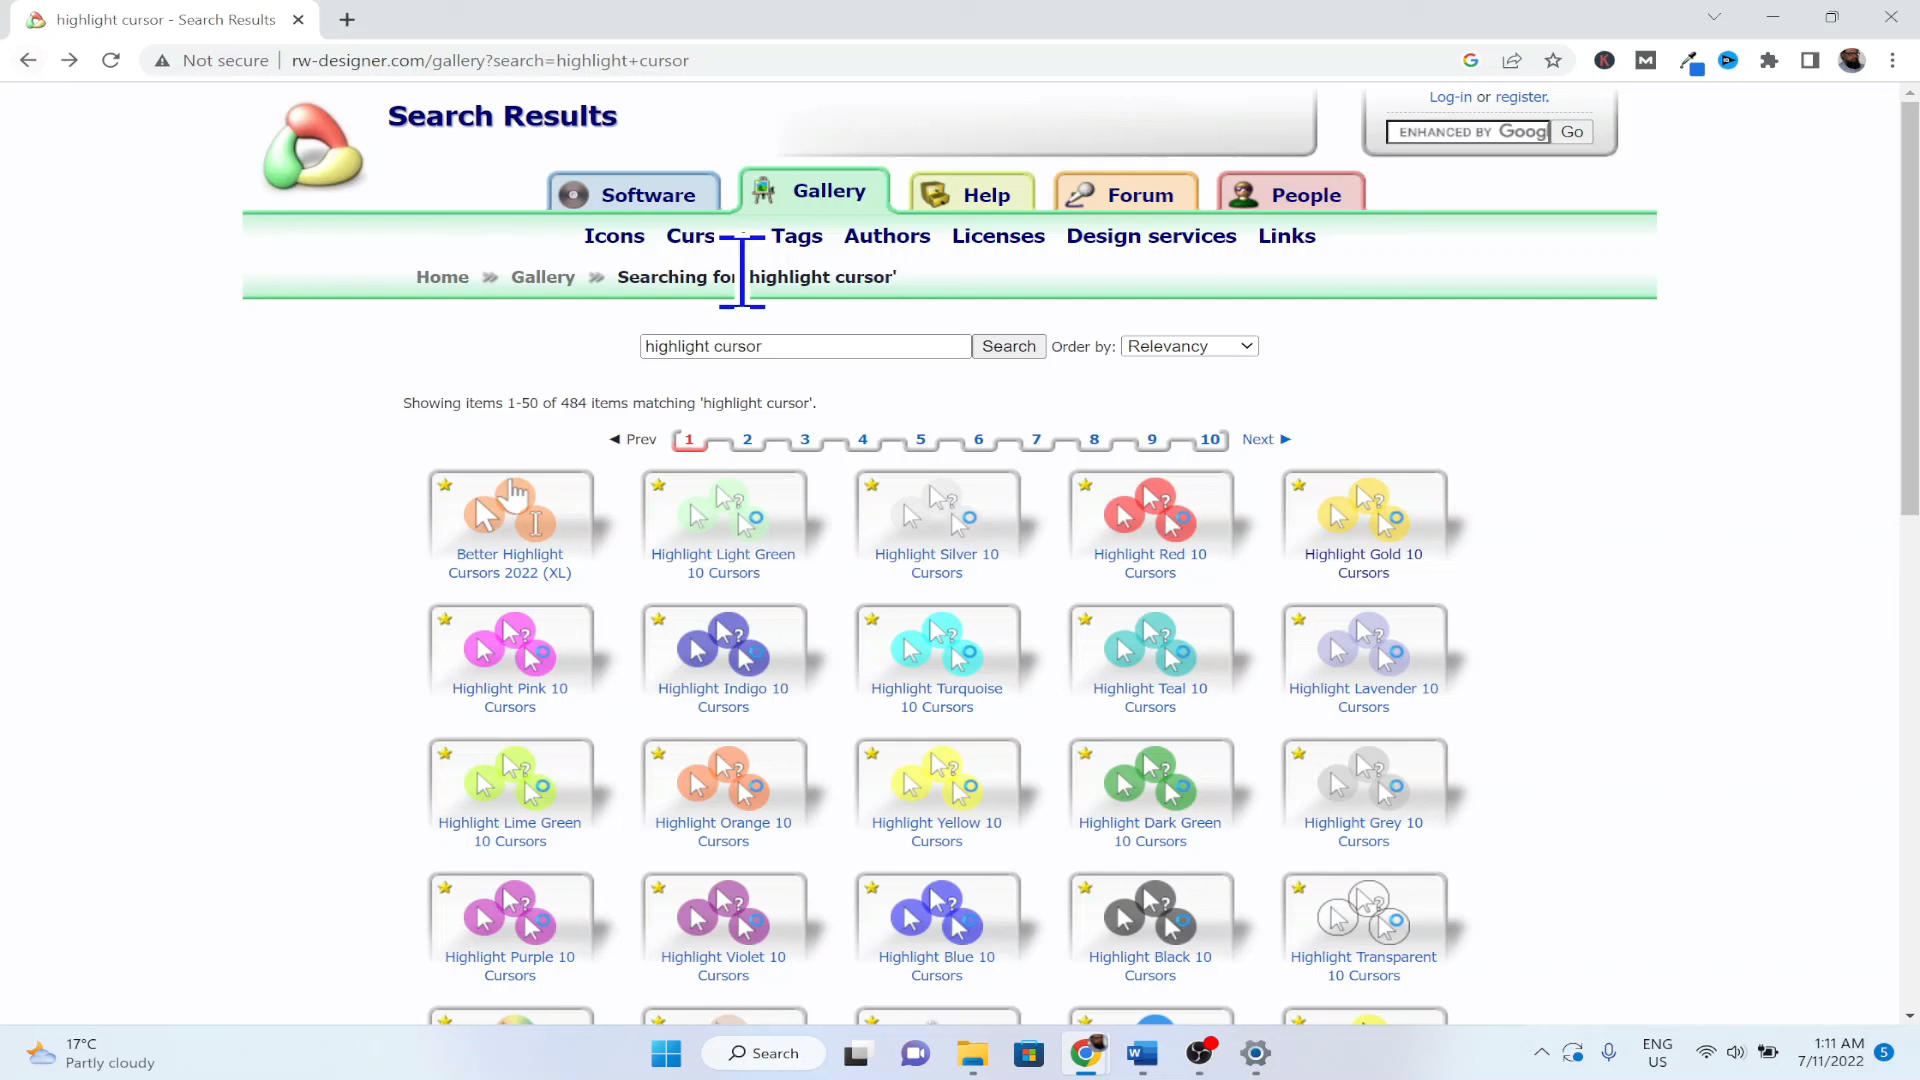 highlight cursor - Search Results
Not secure rw-designer.com/gallery?search=highlight+cursor
Search Results
Log-in or register.
ENHANCED BY Goog Go
Software Gallery Help Forum People
Icons Curs Tags Authors Licenses Design services Links
Home » Gallery » Searching for highlight cursor'
highlight cursor Search Order by: Relevancy
Showing items 1-50 of 484 items matching 'highlight cursor'.
◄ Prev 1 2 3 4 5 6 7 8 9 10 Next ►
Better Highlight Cursors 2022 (XL)
Highlight Light Green 10 Cursors
Highlight Silver 10 Cursors
Highlight Red 10 Cursors
Highlight Gold 10 Cursors
Highlight Pink 10 Cursors
Highlight Indigo 10 Cursors
Highlight Turquoise 10 Cursors
Highlight Teal 10 Cursors
Highlight Lavender 10 Cursors
Highlight Lime Green 10 Cursors
Highlight Orange 10 Cursors
Highlight Yellow 10 Cursors
Highlight Dark Green 10 Cursors
Highlight Grey 10 Cursors
Highlight Purple 10 Cursors
Highlight Violet 10 Cursors
Highlight Blue 10 Cursors
Highlight Black 10 Cursors
Highlight Transparent 10 Cursors
17°C
Partly cloudy
Search
ENG
US
1:11 AM
7/11/2022
5